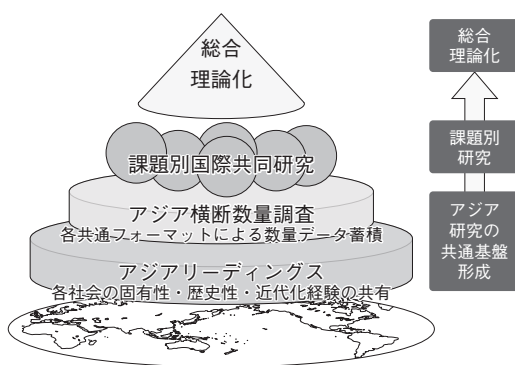 総合
理論化
課題別国際共同研究
アジア横断数量調査
各共通フォーマットによる数量データ蓄積
アジアリーディングス
各社会の固有性・歴史性・近代化経験の共有
総合
理論化
課題別
研究
アジア
研究の
共通基盤
形成